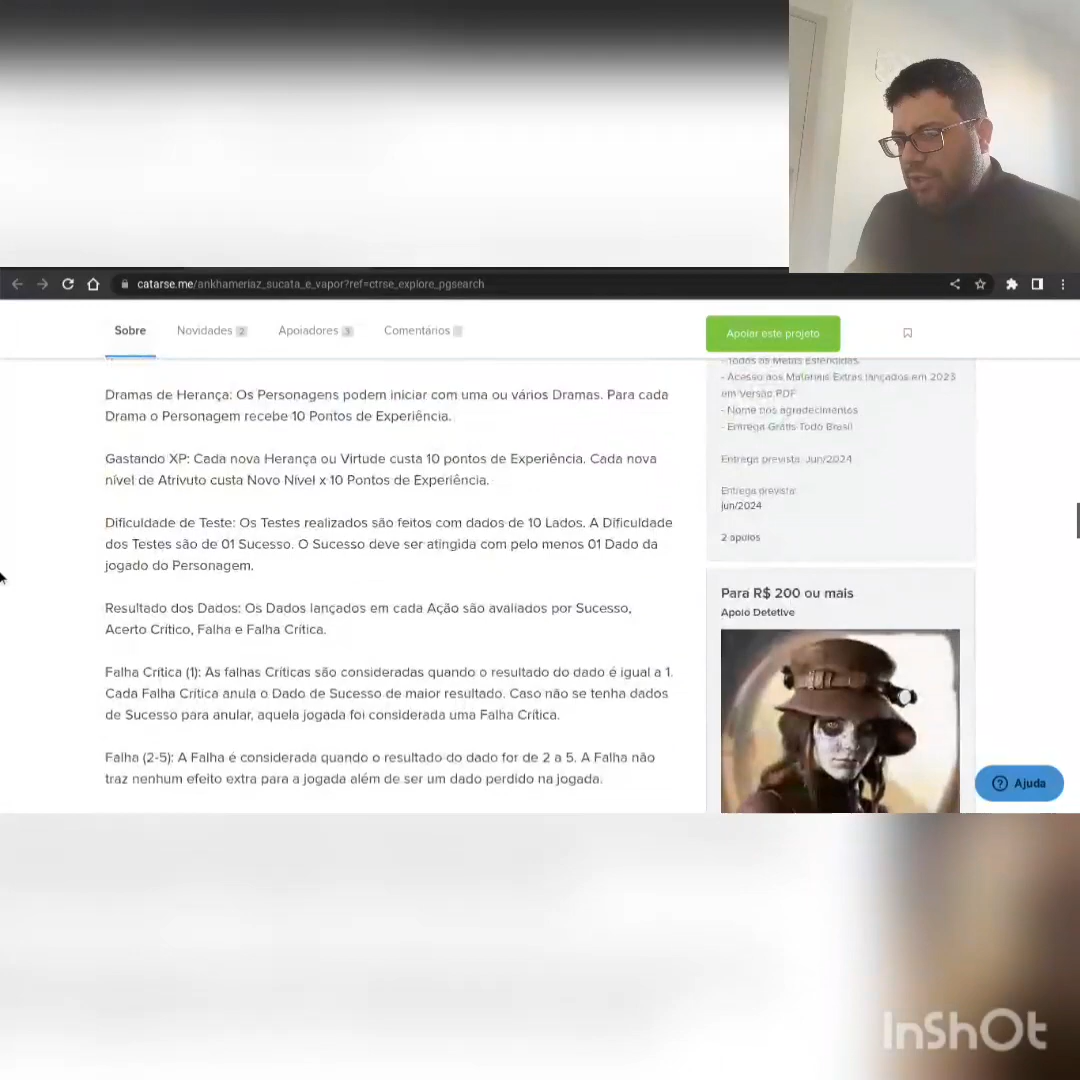 catarse.me/ankhameriaz_sucata_e_vapor?ref=ctrse_explore_pgsearch
Sobre
Novidades 2
Apoiadores 3
Comentários
Apoiar este projeto
Dramas de Herança: Os Personagens podem iniciar com uma ou vários Dramas. Para cada
Drama o Personagem recebe 10 Pontos de Experiência.
Gastando XP: Cada nova Herança ou Virtude custa 10 pontos de Experiência. Cada nova
nível de Atrivuto custa Novo Nível x 10 Pontos de Experiência.
Dificuldade de Teste: Os Testes realizados são feitos com dados de 10 Lados. A Dificuldade
dos Testes são de 01 Sucesso. O Sucesso deve ser atingida com pelo menos 01 Dado da
jogado do Personagem.
Resultado dos Dados: Os Dados lançados em cada Ação são avaliados por Sucesso,
Acerto Crítico, Falha e Falha Crítica.
Falha Crítica (1): As falhas Críticas são consideradas quando o resultado do dado é igual a 1.
Cada Falha Crítica anula o Dado de Sucesso de maior resultado. Caso não se tenha dados
de Sucesso para anular, aquela jogada foi considerada uma Falha Crítica.
Falha (2-5): A Falha é considerada quando o resultado do dado for de 2 a 5. A Falha não
traz nenhum efeito extra para a jogada além de ser um dado perdido na jogada.
- Todos as Metas Estendidas.
- Acesso aos Materiais Extras lançados em 2023
em Versão PDF
- Nome nos agradecimentos
- Entrega Grátis Todo Brasil
Entrega prevista: Jun/2024
Entrega prevista:
jun/2024
2 apoios
Para R$ 200 ou mais
Apoio Detetive
Ajuda
InShOt